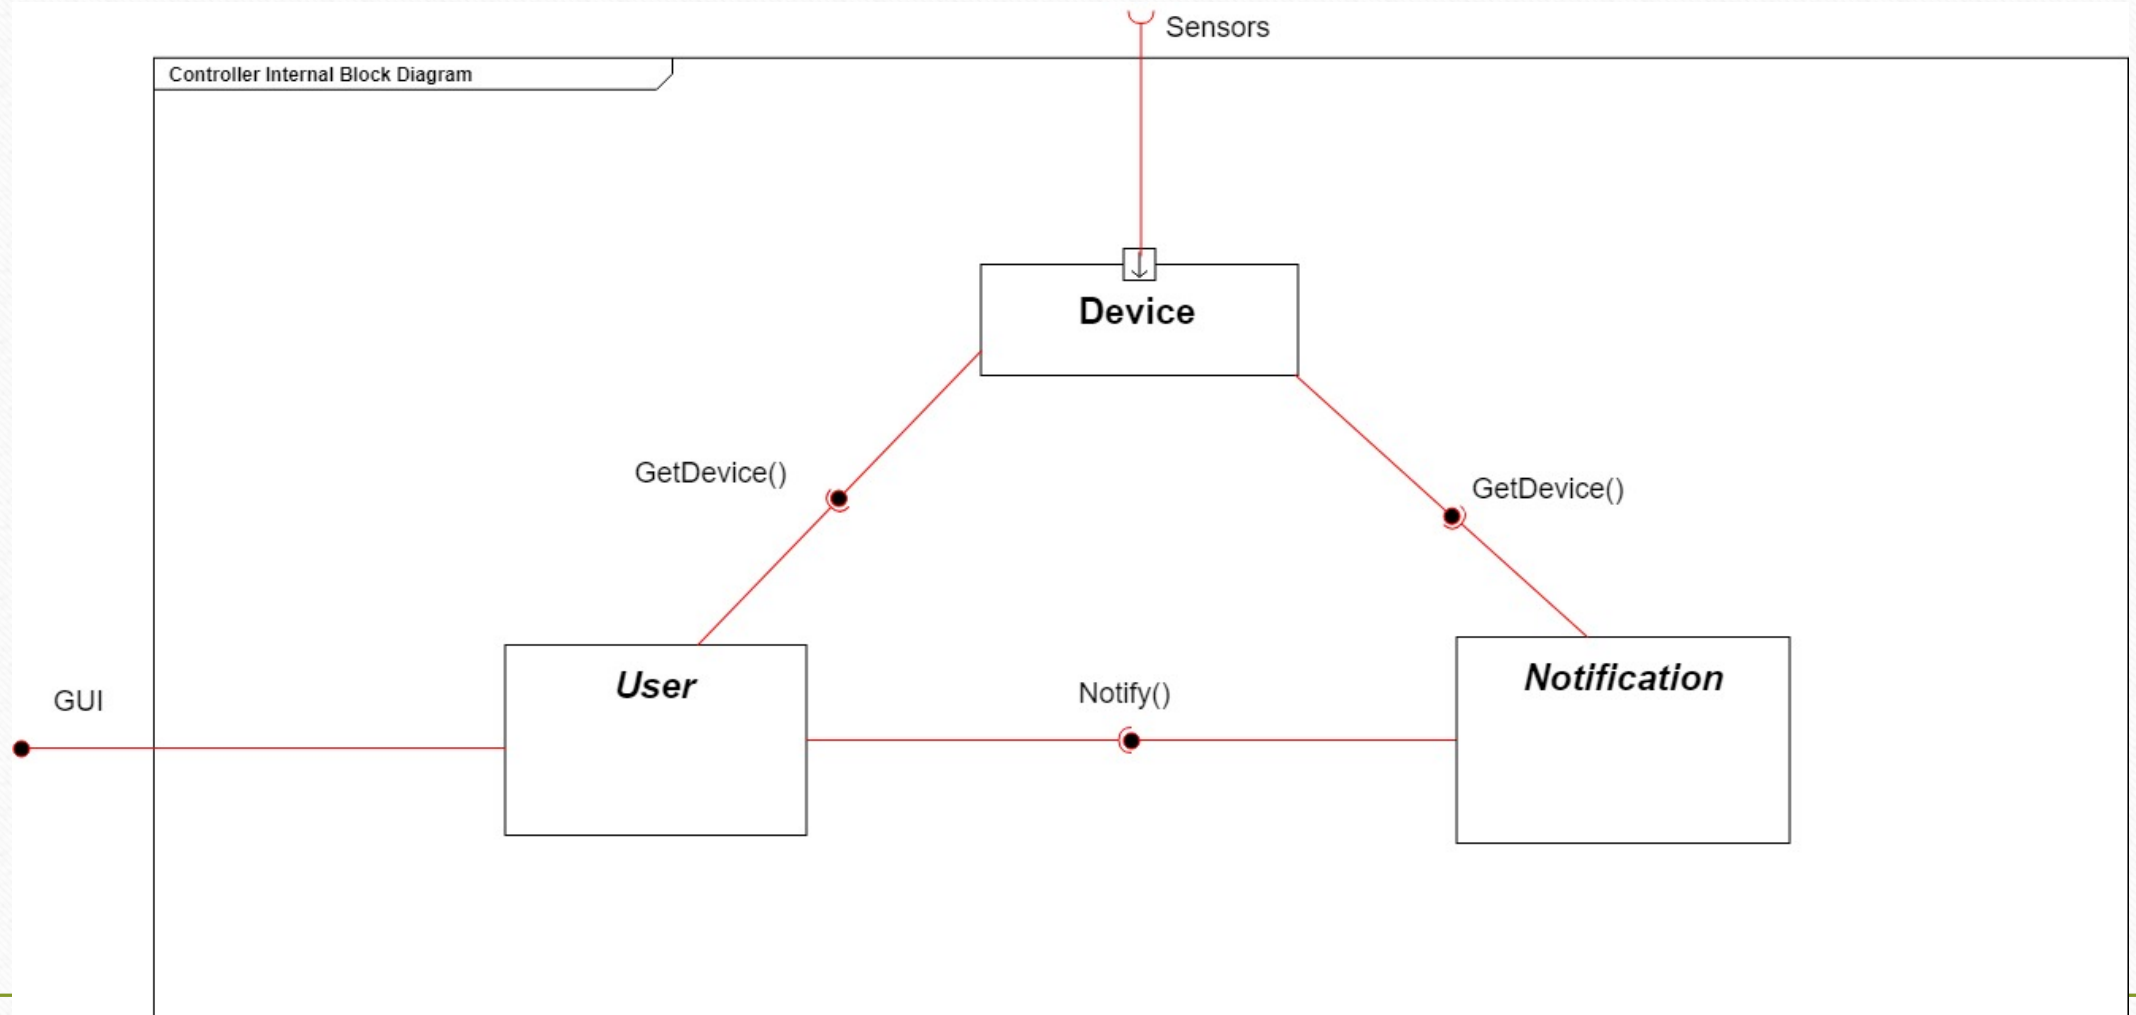 Sensors
Controller Internal Block Diagram
Device
GetDevice()
GetDevice()
User
Notification
Notify()
GUI